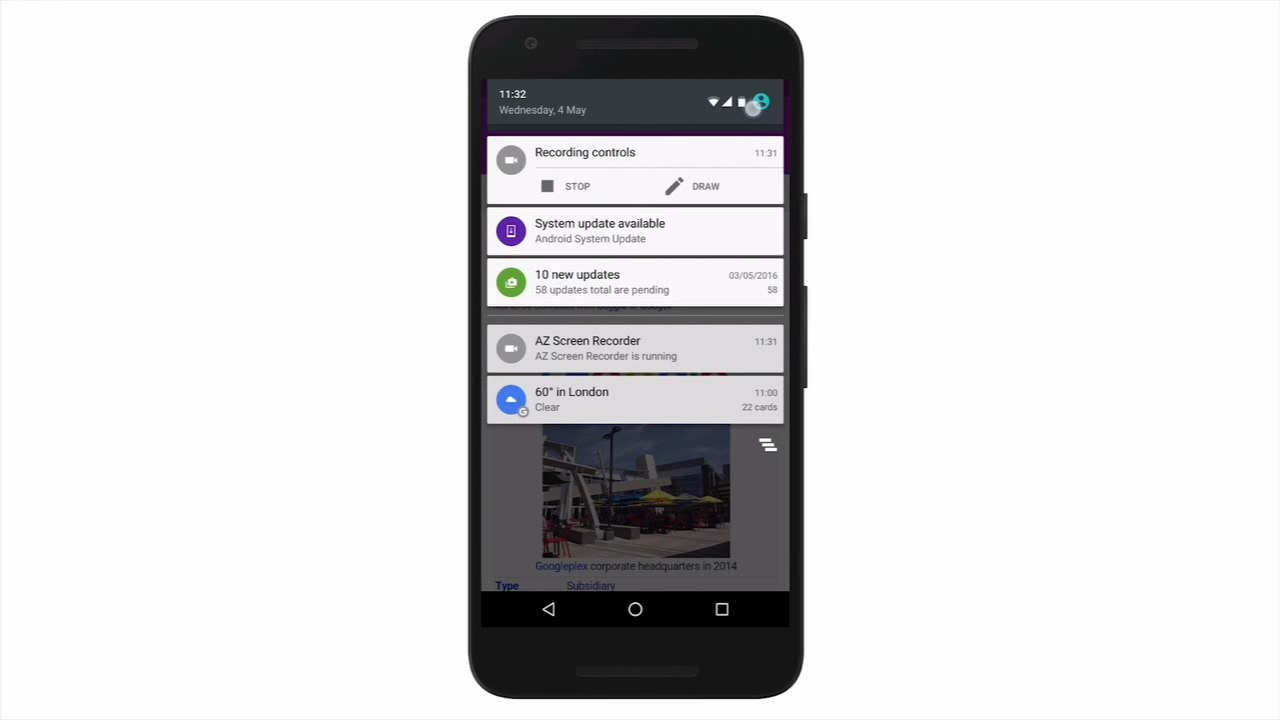 11:32
Wednesday, 4 May
Recording controls 11:31
STOP DRAW
System update available
Android System Update
10 new updates 03/05/2016
58 updates total are pending 58
AZ Screen Recorder 11:31
AZ Screen Recorder is running
60° in London 11:00
Clear 22 cards
G
Googleplex corporate headquarters in 2014
Type Subsidiary